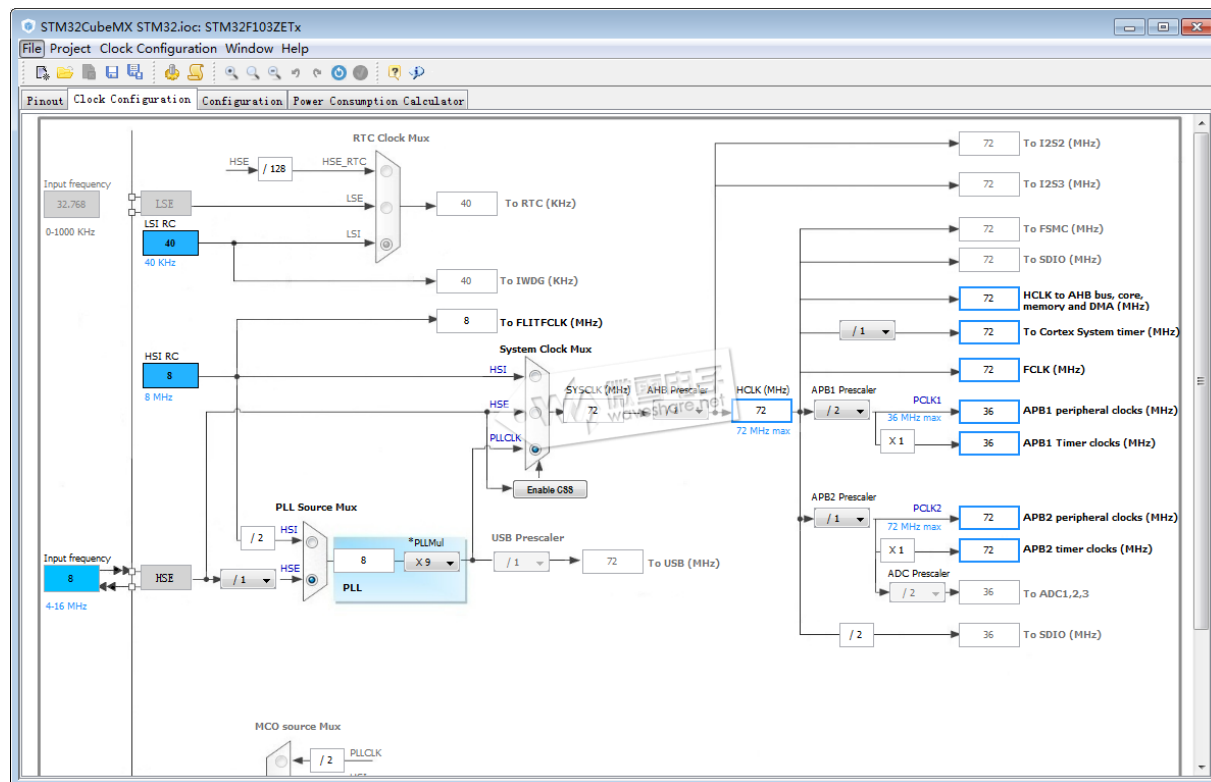 STM32CubeMX STM32.ioc: STM32F103ZETx
File Project Clock Configuration Window Help
Pinout Clock Configuration Configuration Power Consumption Calculator
RTC Clock Mux
HSE / 128 HSE_RTC
Input frequency
32.768
0-1000 KHz
LSE
LSE
40 To RTC (KHz)
LSI RC
40
40 KHz
LSI
40 To IWDG (KHz)
8 To FLITFCLK (MHz)
System Clock Mux
HSI RC
8
8 MHz
HSI
HSE
PLLCLK
SYSCLK (MHz)
72
AHB Prescaler
/ 1
HCLK (MHz)
72
72 MHz max
微雪电子
waveshare.net
Enable CSS
PLL Source Mux
/ 2 HSI
Input frequency
8
4-16 MHz
HSE
/ 1
HSE
8
*PLLMul
X 9
PLL
USB Prescaler
/ 1
72 To USB (MHz)
72 To I2S2 (MHz)
72 To I2S3 (MHz)
72 To FSMC (MHz)
72 To SDIO (MHz)
72 HCLK to AHB bus, core,
memory and DMA (MHz)
/ 1 72 To Cortex System timer (MHz)
72 FCLK (MHz)
APB1 Prescaler
/ 2
PCLK1
36 MHz max
36 APB1 peripheral clocks (MHz)
X 1 36 APB1 Timer clocks (MHz)
APB2 Prescaler
/ 1
PCLK2
72 MHz max
72 APB2 peripheral clocks (MHz)
X 1 72 APB2 timer clocks (MHz)
ADC Prescaler
/ 2 36 To ADC1,2,3
/ 2 36 To SDIO (MHz)
MCO source Mux
/ 2 PLLCLK